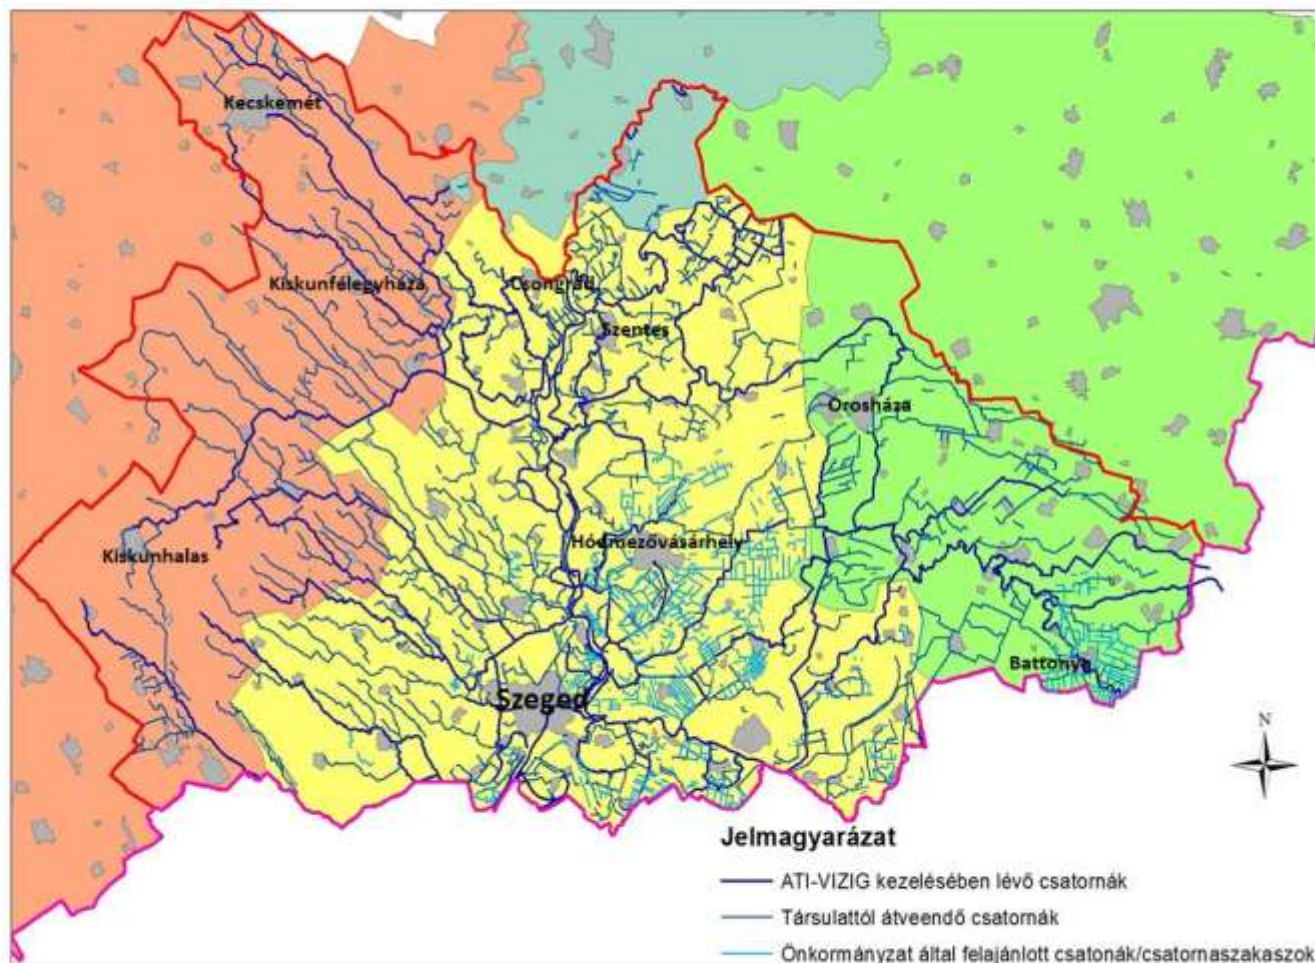 Kecskemét
Kiskunfélegyháza
Csongrád
Szentes
Orosháza
Kiskunhalas
Hódmezővásárhely
Battonya
Szeged
N
Jelmagyarázat
ATI-VIZIG kezelésében lévő csatornák
Társulattól átveendő csatornák
Önkormányzat által felajánlott csatonák/csatornaszakaszok